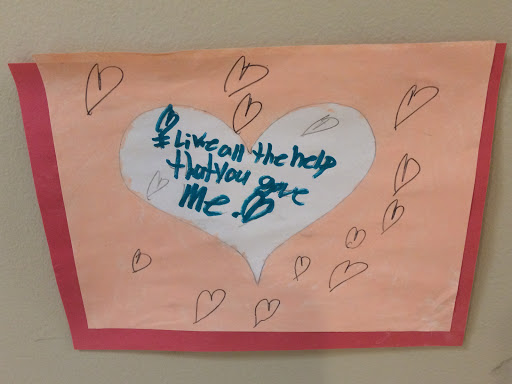 I Like all the help
that you gave
me.